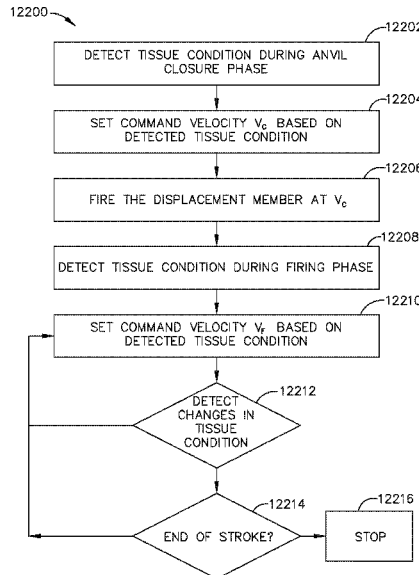 12200
12202
DETECT TISSUE CONDITION DURING ANVIL
CLOSURE PHASE
12204
SET COMMAND VELOCITY Vc BASED ON
DETECTED TISSUE CONDITION
12206
FIRE THE DISPLACEMENT MEMBER AT Vc
12208
DETECT TISSUE CONDITION DURING FIRING PHASE
12210
SET COMMAND VELOCITY VF BASED ON
DETECTED TISSUE CONDITION
12212
DETECT
CHANGES IN
TISSUE
CONDITION
12214
END OF STROKE?
12216
STOP